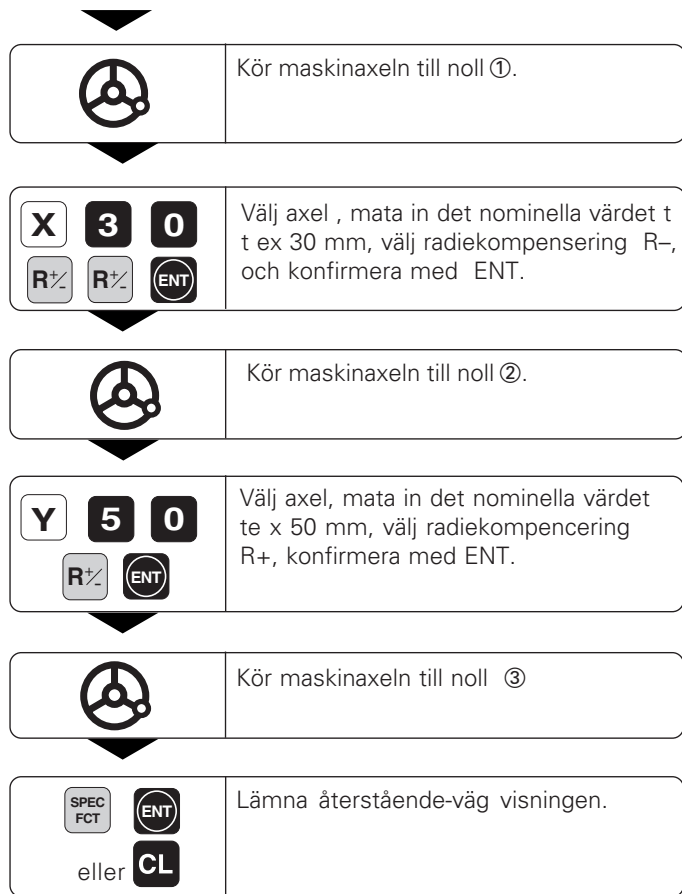 Kör maskinaxeln till noll ①.
X 3 0
R+/- R+/- ENT
Välj axel , mata in det nominella värdet t
t ex 30 mm, välj radiekompensering R–,
och konfirmera med ENT.
Kör maskinaxeln till noll ②.
Y 5 0
R+/- ENT
Välj axel, mata in det nominella värdet
te x 50 mm, välj radiekompencering
R+, konfirmera med ENT.
Kör maskinaxeln till noll ③
SPEC
FCT
ENT
eller CL
Lämna återstående-väg visningen.